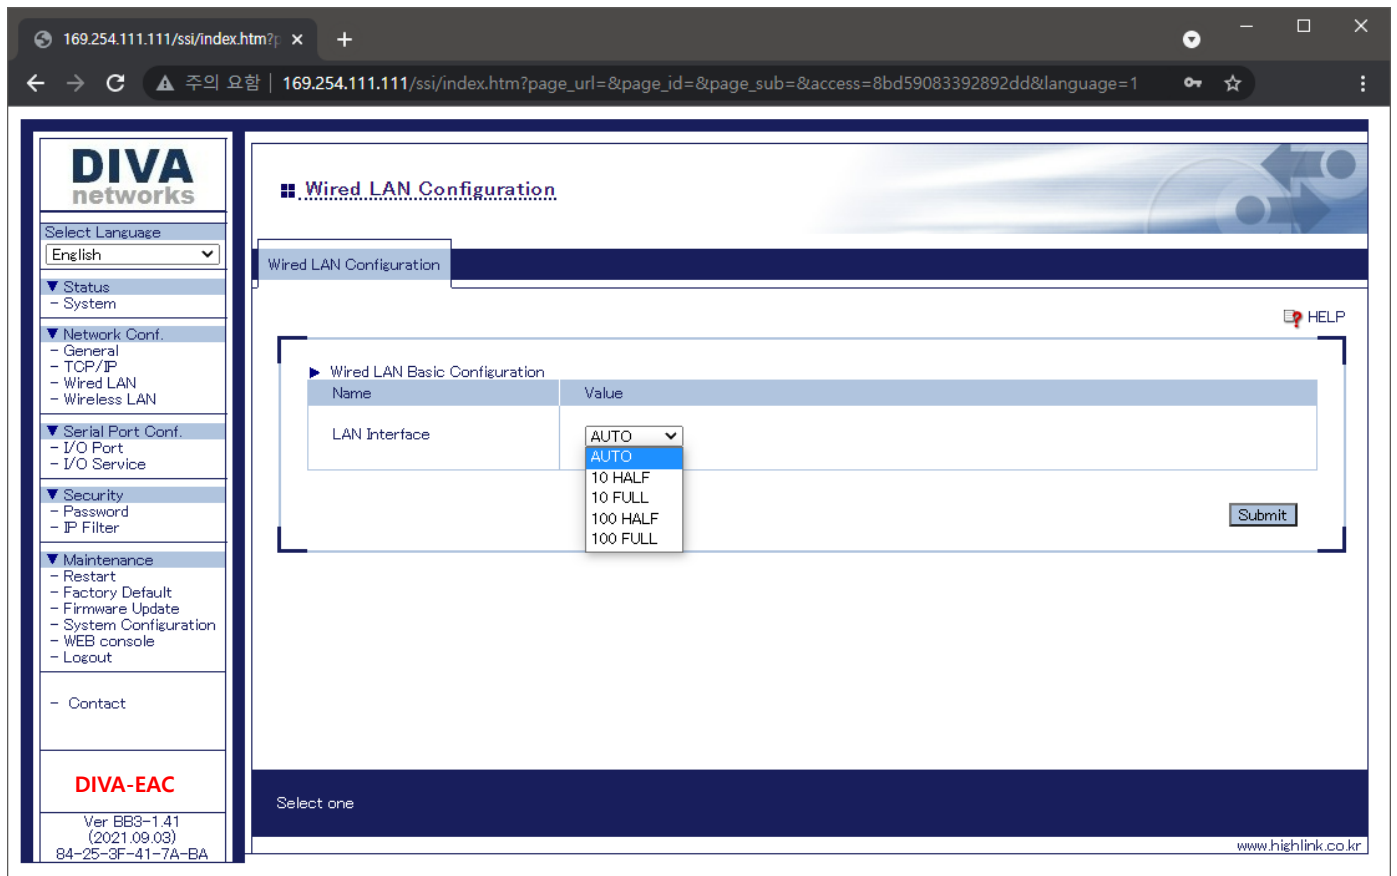 169.254.111.111/ssi/index.htm?p
주의 요함 | 169.254.111.111/ssi/index.htm?page_url=&page_id=&page_sub=&access=8bd59083392892dd&language=1
DIVA
networks
Select Language
English
▼ Status
- System
▼ Network Conf.
- General
- TCP/IP
- Wired LAN
- Wireless LAN
▼ Serial Port Conf.
- I/O Port
- I/O Service
▼ Security
- Password
- IP Filter
▼ Maintenance
- Restart
- Factory Default
- Firmware Update
- System Configuration
- WEB console
- Logout
- Contact
DIVA-EAC
Ver BB3-1.41
(2021.09.03)
84-25-3F-41-7A-BA
Wired LAN Configuration
Wired LAN Configuration
HELP
Wired LAN Basic Configuration
Name Value
LAN Interface AUTO
AUTO
10 HALF
10 FULL
100 HALF
100 FULL
Submit
Select one
www.highlink.co.kr